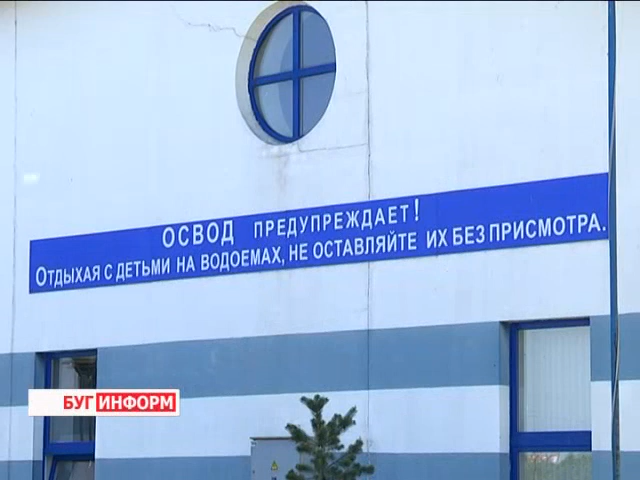 ОСВОД ПРЕДУПРЕЖДАЕТ!
ОТДЫХАЯ С ДЕТЬМИ НА ВОДОЕМАХ, НЕ ОСТАВЛЯЙТЕ ИХ БЕЗ ПРИСМОТРА.
БУГИНФОРМ